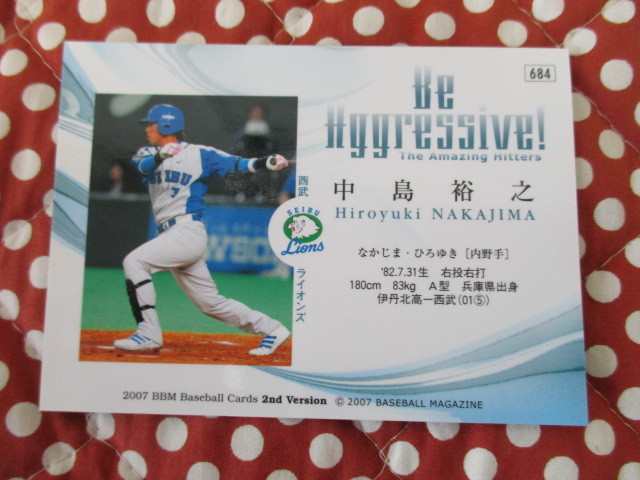 684
Be
Aggressive!
The Amazing Hitters
中島裕之
Hiroyuki NAKAJIMA
西武
SEIBU
Lions
ライオンズ
なかじま・ひろゆき［内野手］
'82.7.31生 右投右打
180cm 83kg A型 兵庫県出身
伊丹北高ー西武(01⑤)
SEIBU
3
2007 BBM Baseball Cards 2nd Version © 2007 BASEBALL MAGAZINE